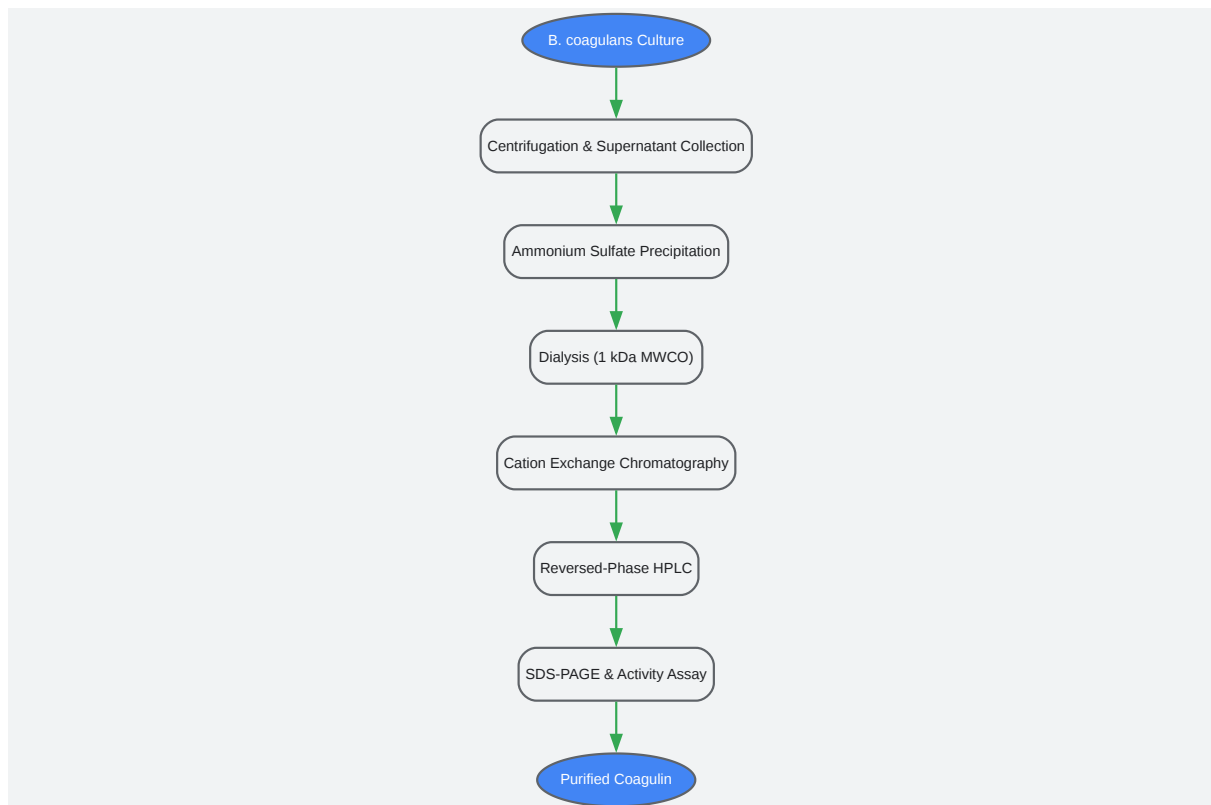 B. coagulans Culture
Centrifugation & Supernatant Collection
Ammonium Sulfate Precipitation
Dialysis (1 kDa MWCO)
Cation Exchange Chromatography
Reversed-Phase HPLC
SDS-PAGE & Activity Assay
Purified Coagulin